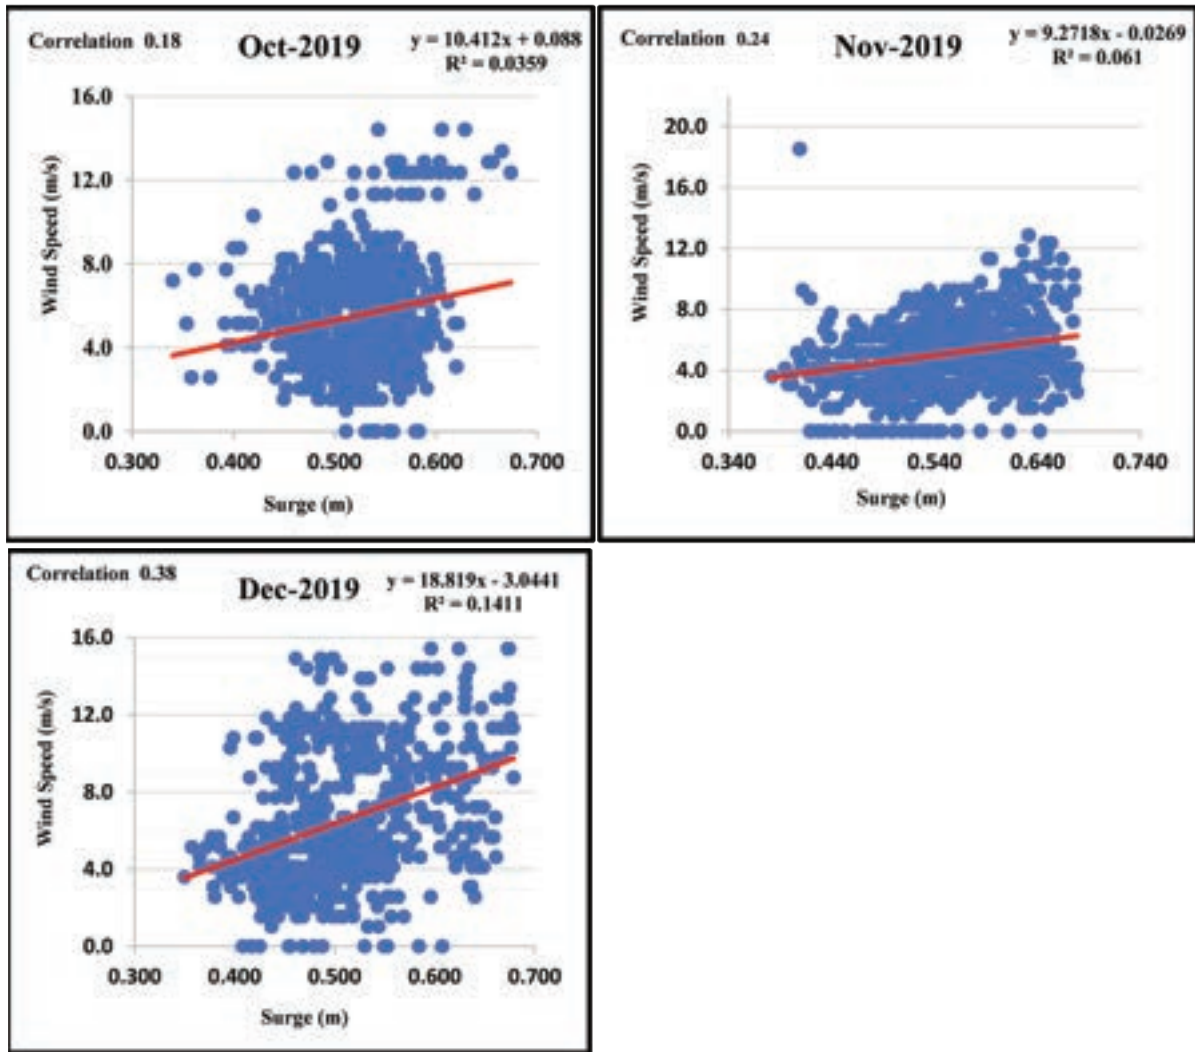 Correlation 0.18
Oct-2019
y = 10.412x + 0.088
R² = 0.0359
16.0
12.0
8.0
4.0
0.0
Wind Speed (m/s)
0.300 0.400 0.500 0.600 0.700
Surge (m)
Correlation 0.24
Nov-2019
y = 9.2718x - 0.0269
R² = 0.061
20.0
16.0
12.0
8.0
4.0
0.0
Wind Speed (m/s)
0.340 0.440 0.540 0.640 0.740
Surge (m)
Correlation 0.38
Dec-2019
y = 18.819x - 3.0441
R² = 0.1411
16.0
12.0
8.0
4.0
0.0
Wind Speed (m/s)
0.300 0.400 0.500 0.600 0.700
Surge (m)